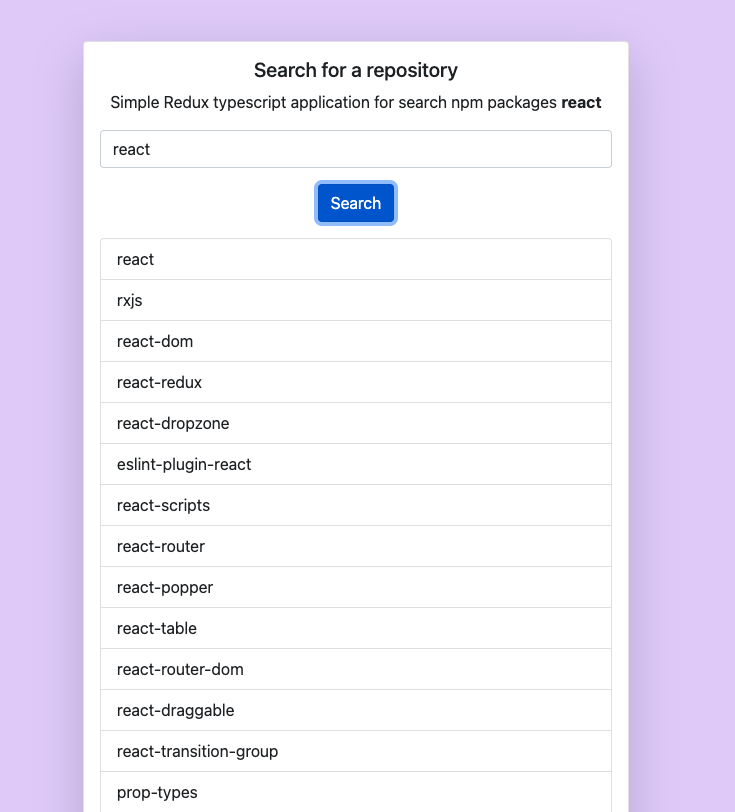 Search for a repository
Simple Redux typescript application for search npm packages react
react
Search
react
rxjs
react-dom
react-redux
react-dropzone
eslint-plugin-react
react-scripts
react-router
react-popper
react-table
react-router-dom
react-draggable
react-transition-group
prop-types